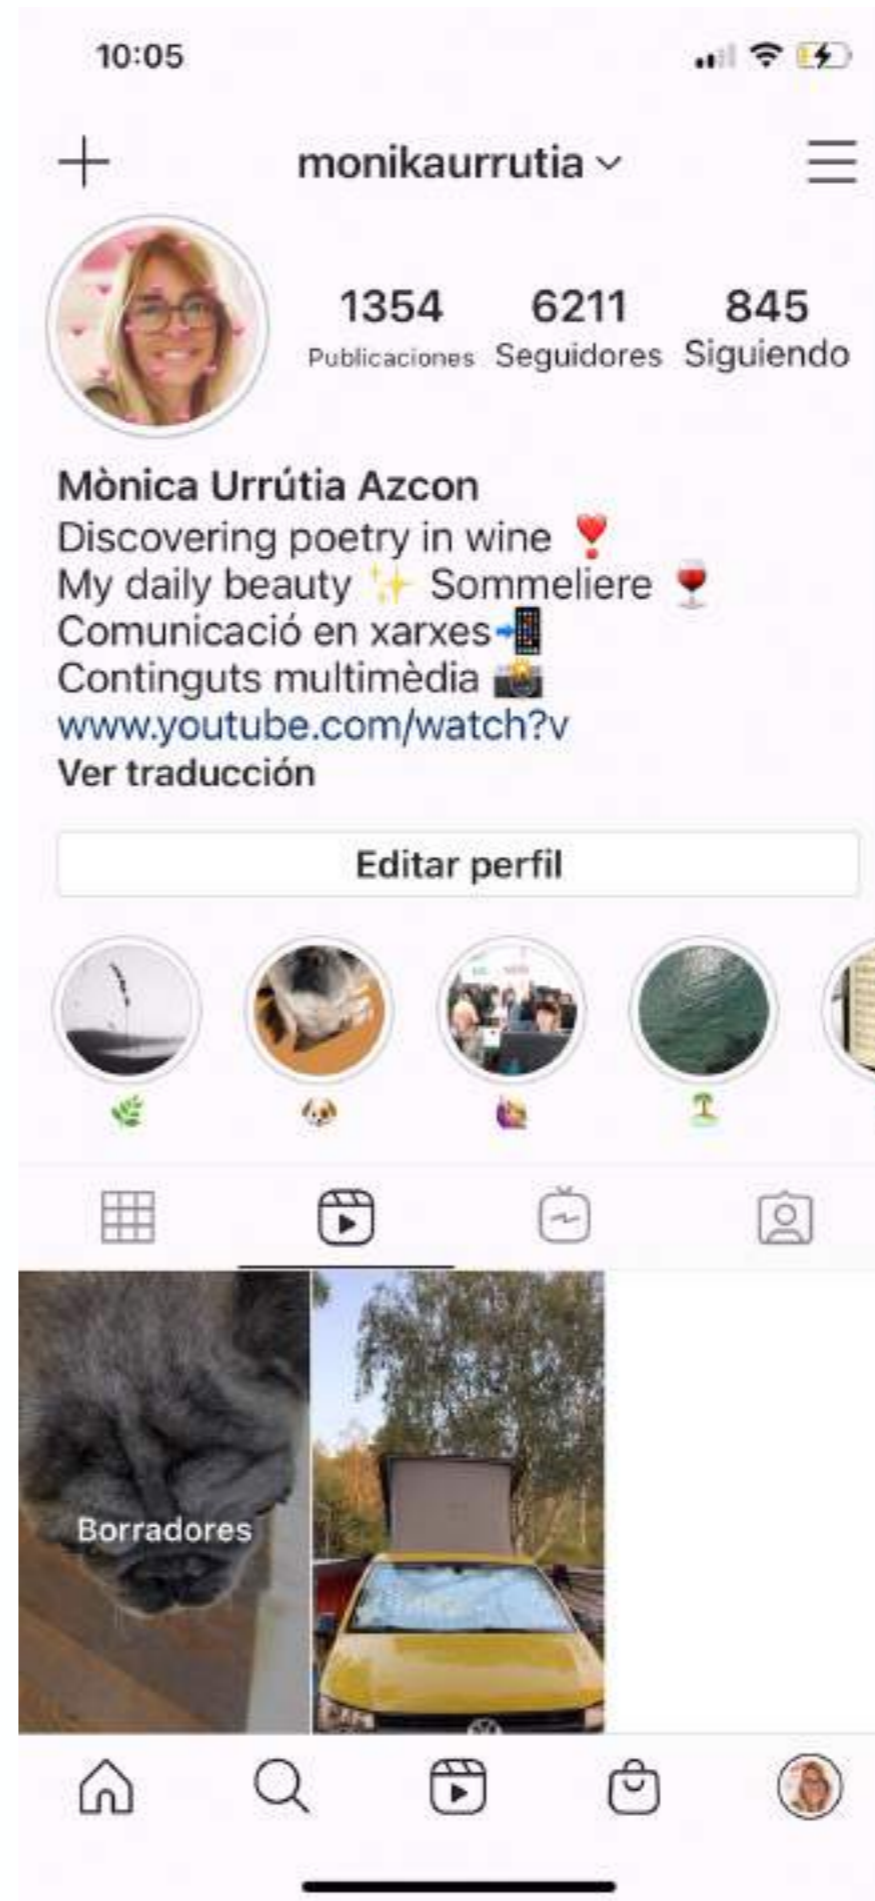 10:05
monikaurrutia
1354 6211 845
Publicaciones Seguidores Siguiendo
Mònica Urrútia Azcon
Discovering poetry in wine ❣️
My daily beauty ✨ Sommeliere 🍷
Comunicació en xarxes📲
Continguts multimèdia 📸
www.youtube.com/watch?v
Ver traducción
Editar perfil
Borradores